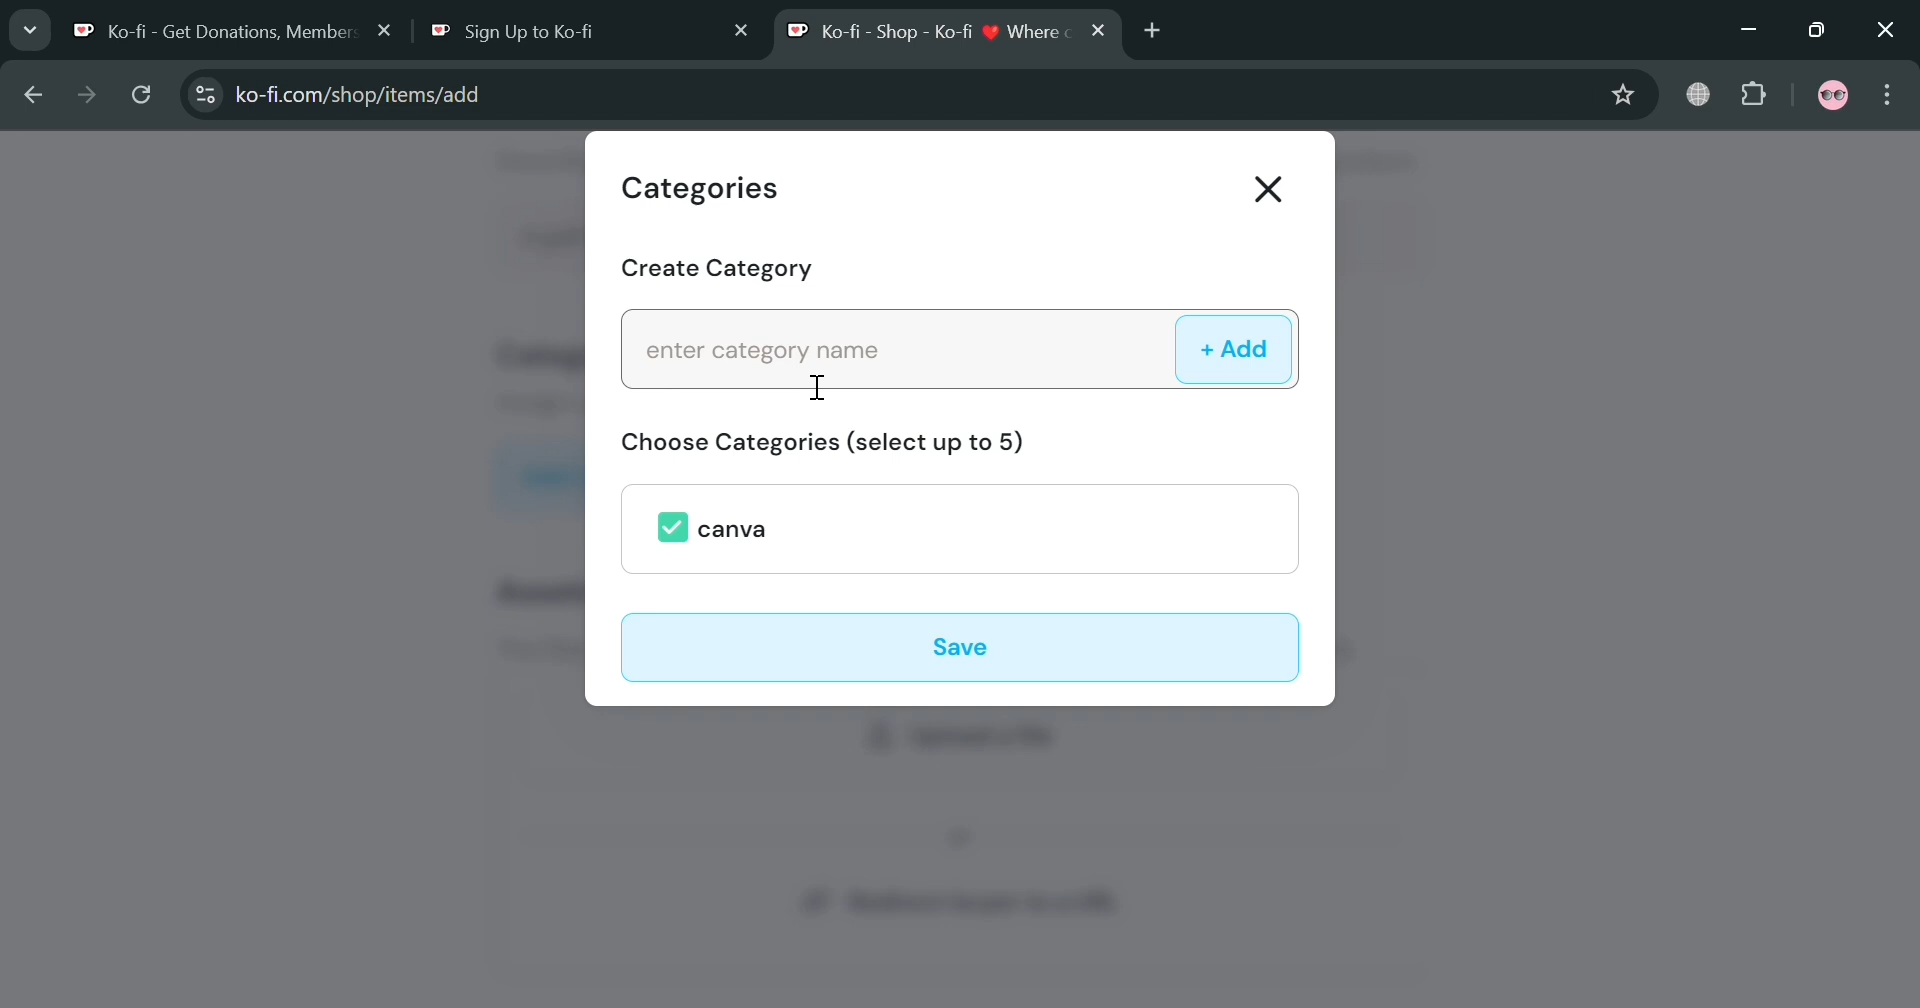 Ko-fi - Get Donations, Members
Sign Up to Ko-fi
Ko-fi - Shop - Ko-fi ❤️ Where c
ko-fi.com/shop/items/add
Categories
Create Category
enter category name
+ Add
Choose Categories (select up to 5)
canva
Save